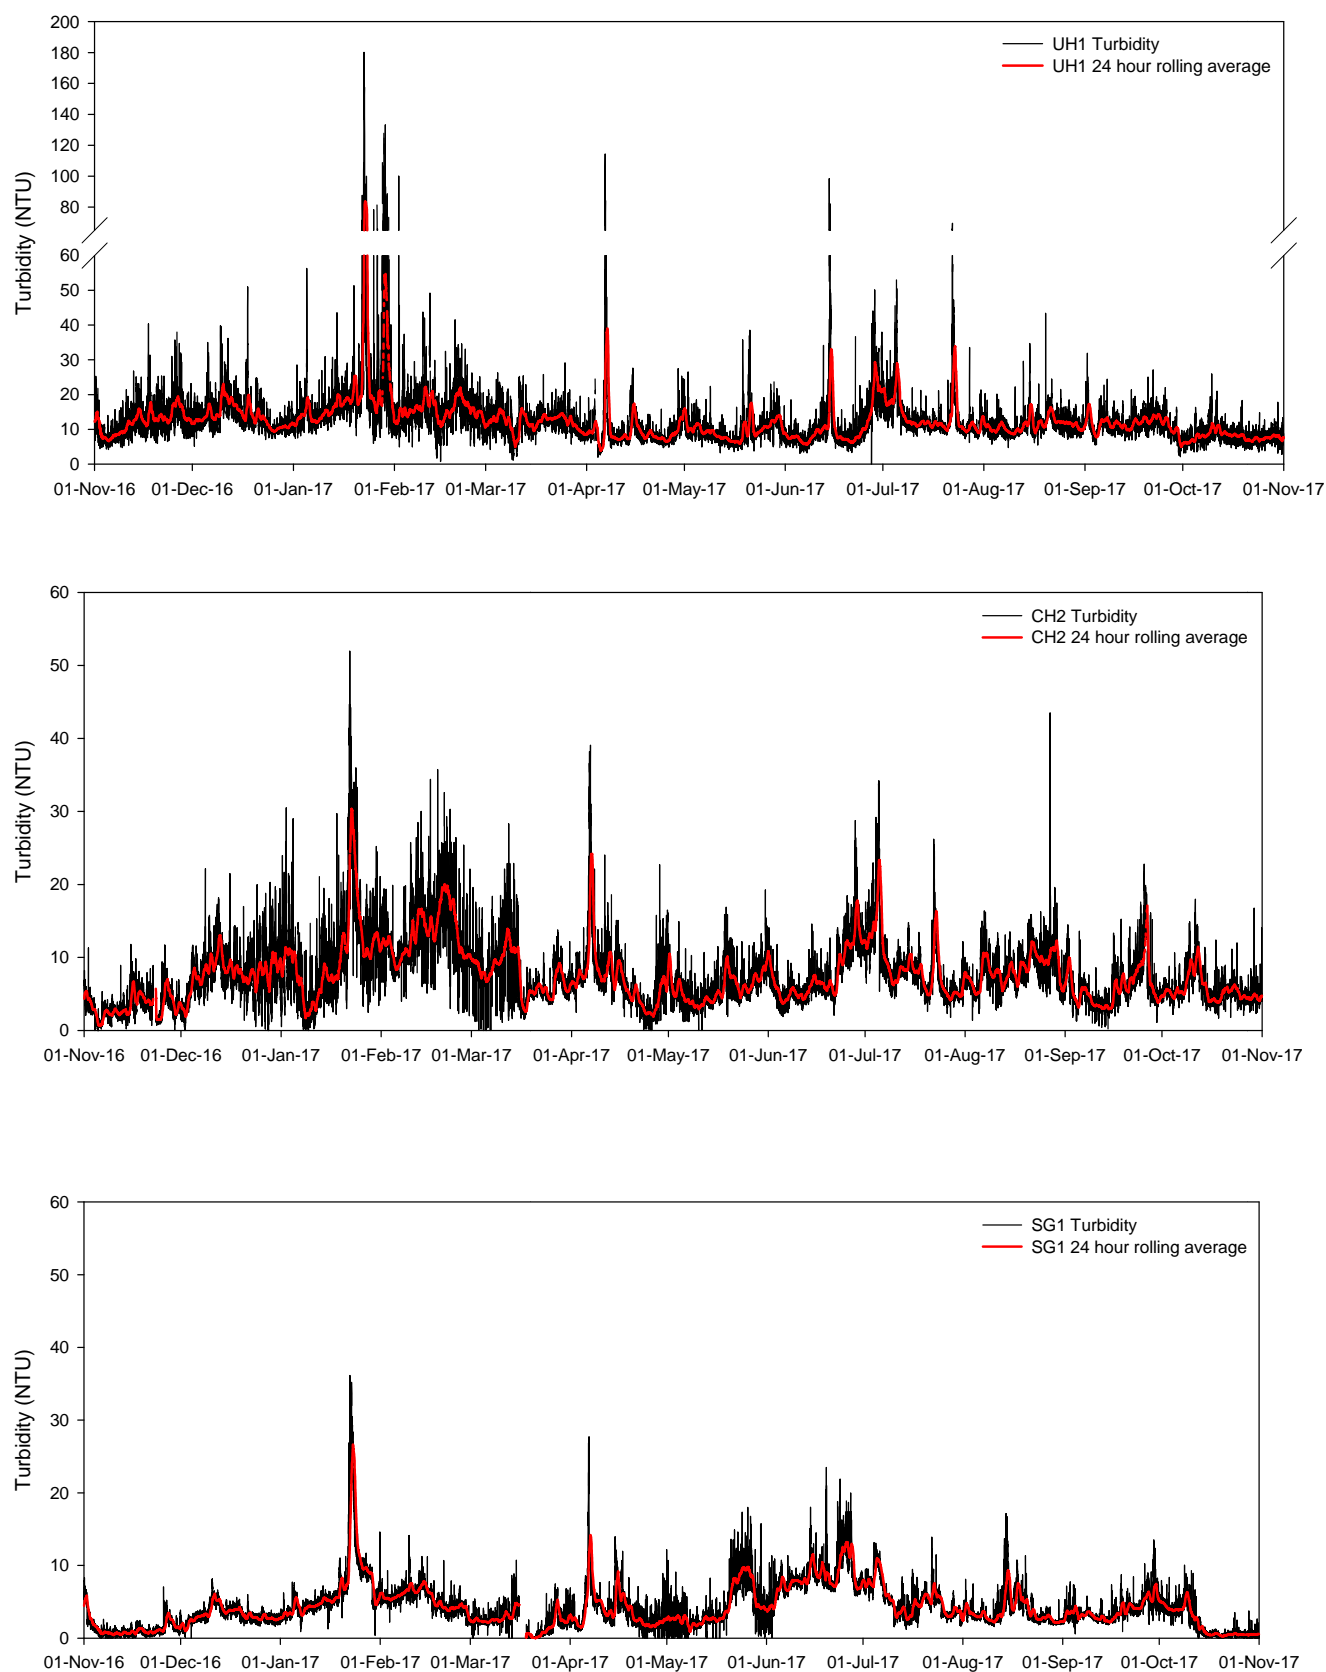 200
180
160
140
120
100
80
60
50
40
30
20
10
0
Turbidity (NTU)
UH1 Turbidity
UH1 24 hour rolling average
01-Nov-16 01-Dec-16 01-Jan-17 01-Feb-17 01-Mar-17 01-Apr-17 01-May-17 01-Jun-17 01-Jul-17 01-Aug-17 01-Sep-17 01-Oct-17 01-Nov-17
60
50
40
30
20
10
0
Turbidity (NTU)
CH2 Turbidity
CH2 24 hour rolling average
01-Nov-16 01-Dec-16 01-Jan-17 01-Feb-17 01-Mar-17 01-Apr-17 01-May-17 01-Jun-17 01-Jul-17 01-Aug-17 01-Sep-17 01-Oct-17 01-Nov-17
60
50
40
30
20
10
0
Turbidity (NTU)
SG1 Turbidity
SG1 24 hour rolling average
01-Nov-16 01-Dec-16 01-Jan-17 01-Feb-17 01-Mar-17 01-Apr-17 01-May-17 01-Jun-17 01-Jul-17 01-Aug-17 01-Sep-17 01-Oct-17 01-Nov-17